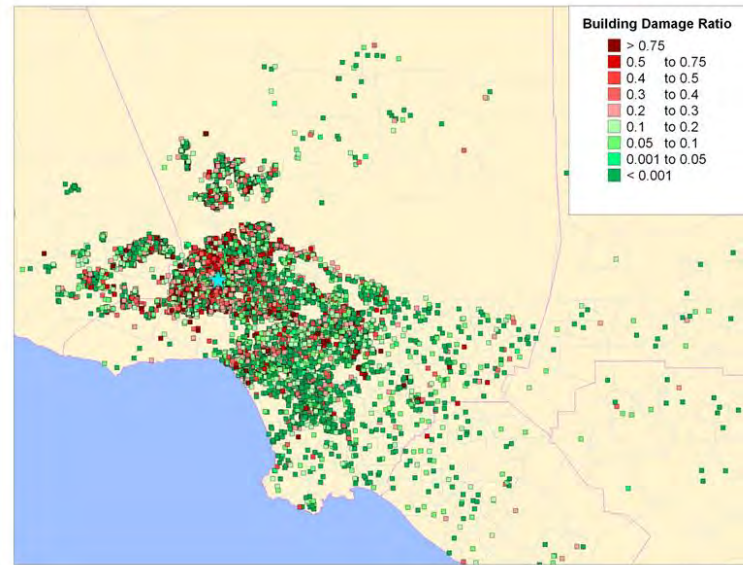 Building Damage Ratio
> 0.75
0.5 to 0.75
0.4 to 0.5
0.3 to 0.4
0.2 to 0.3
0.1 to 0.2
0.05 to 0.1
0.001 to 0.05
< 0.001